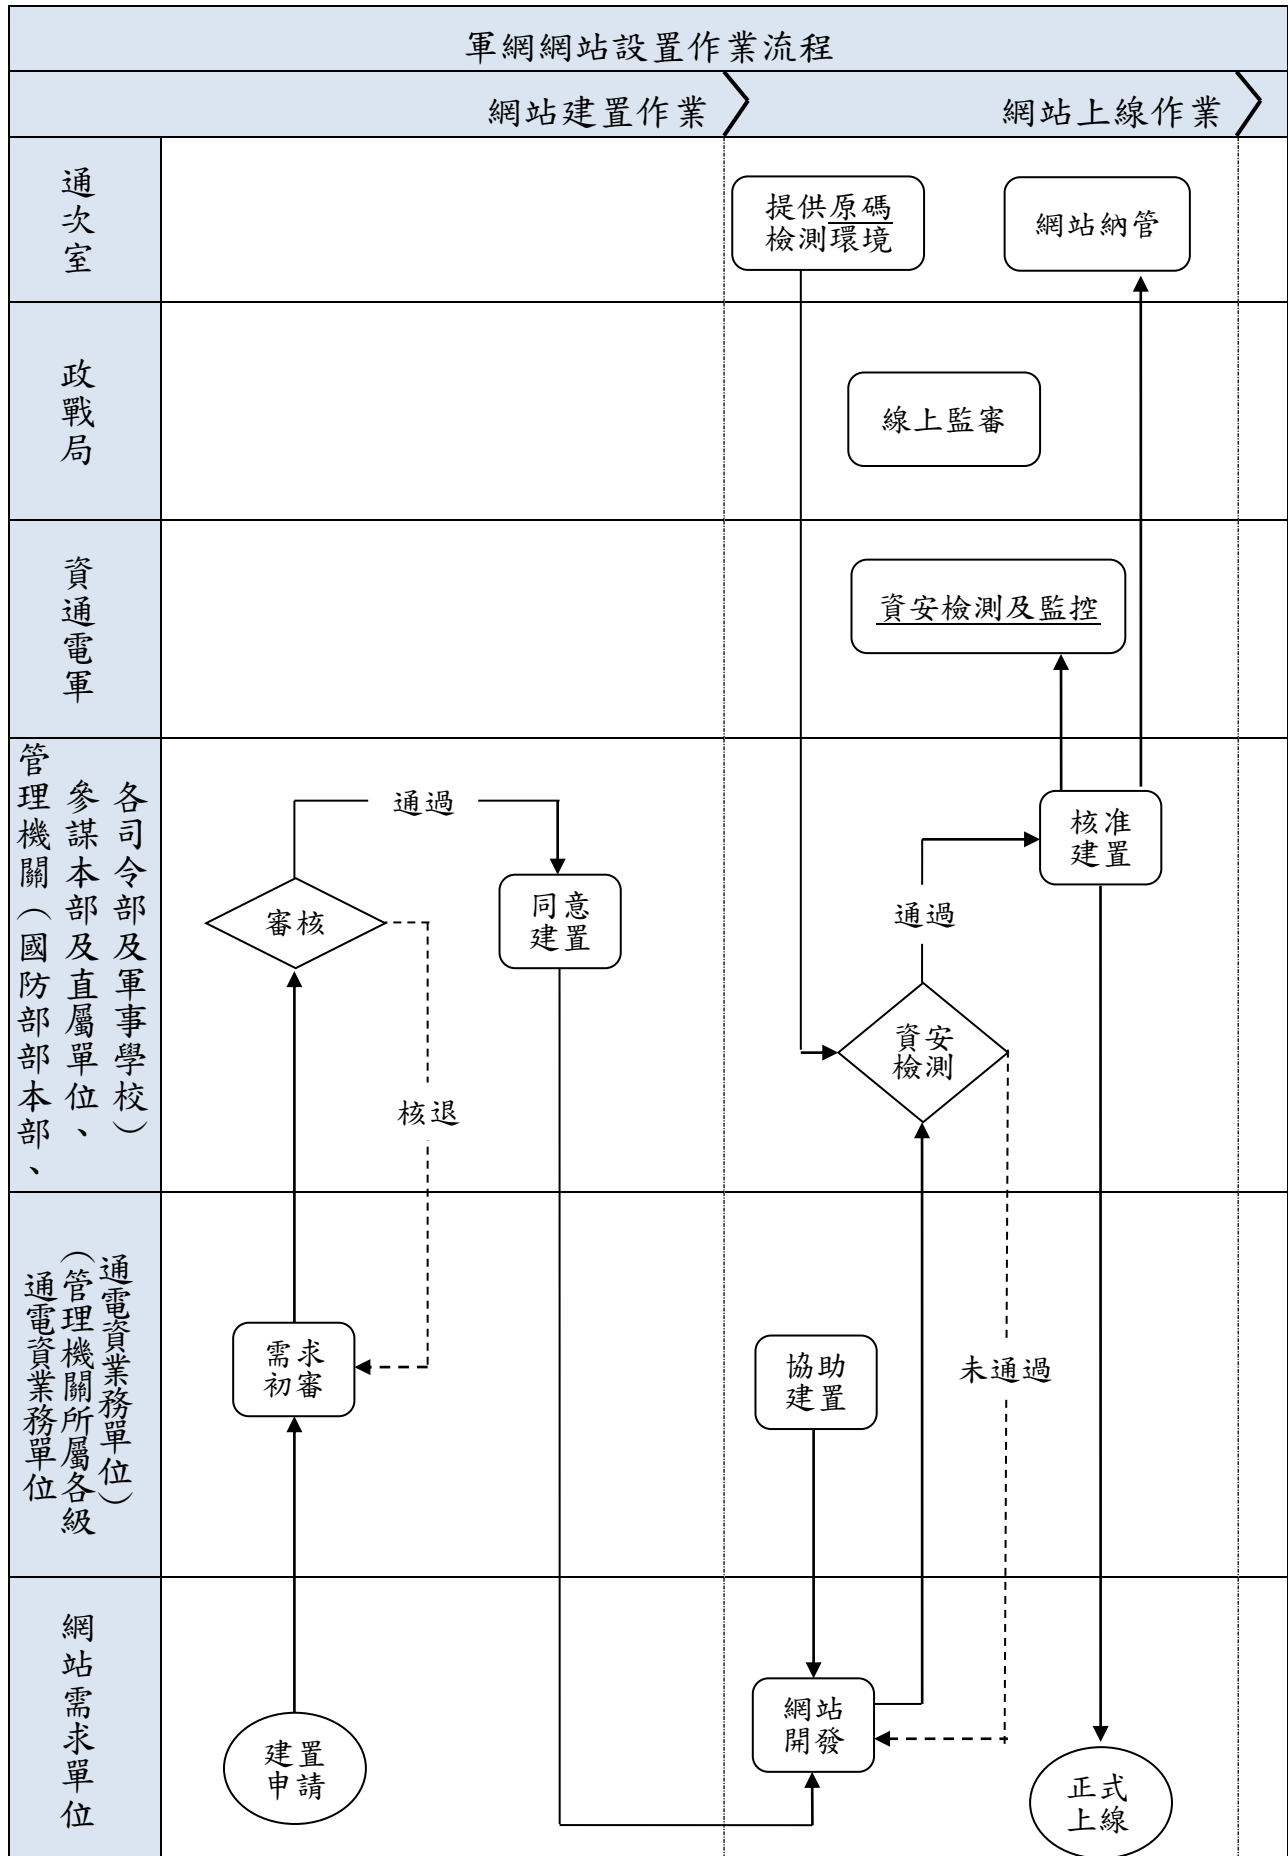 軍網網站設置作業流程
網站建置作業
網站上線作業
通次室
提供原碼
檢測環境
網站納管
政戰局
線上監審
資通電軍
資安檢測及監控
管理機關（國防部部本部、
參謀本部及直屬單位、
各司令部及軍事學校）
通過
審核
同意
建置
核退
通過
核准
建置
資安
檢測
通電資業務單位
（管理機關所屬各級
通電資業務單位）
需求
初審
協助
建置
未通過
網站需求單位
建置
申請
網站
開發
正式
上線